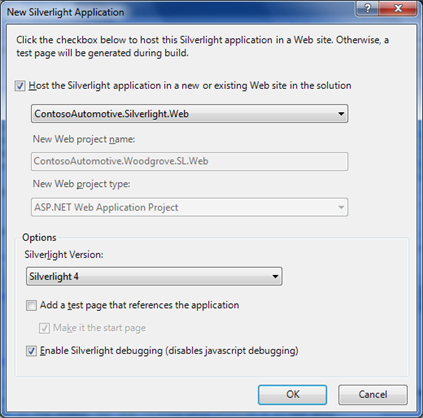 New Silverlight Application
Click the checkbox below to host this Silverlight application in a Web site. Otherwise, a
test page will be generated during build.
Host the Silverlight application in a new or existing Web site in the solution
ContosoAutomotive.Silverlight.Web
New Web project name:
ContosoAutomotive.Woodgrove.SL.Web
New Web project type:
ASP.NET Web Application Project
Options
Silverlight Version:
Silverlight 4
Add a test page that references the application
Make it the start page
Enable Silverlight debugging (disables javascript debugging)
OK Cancel